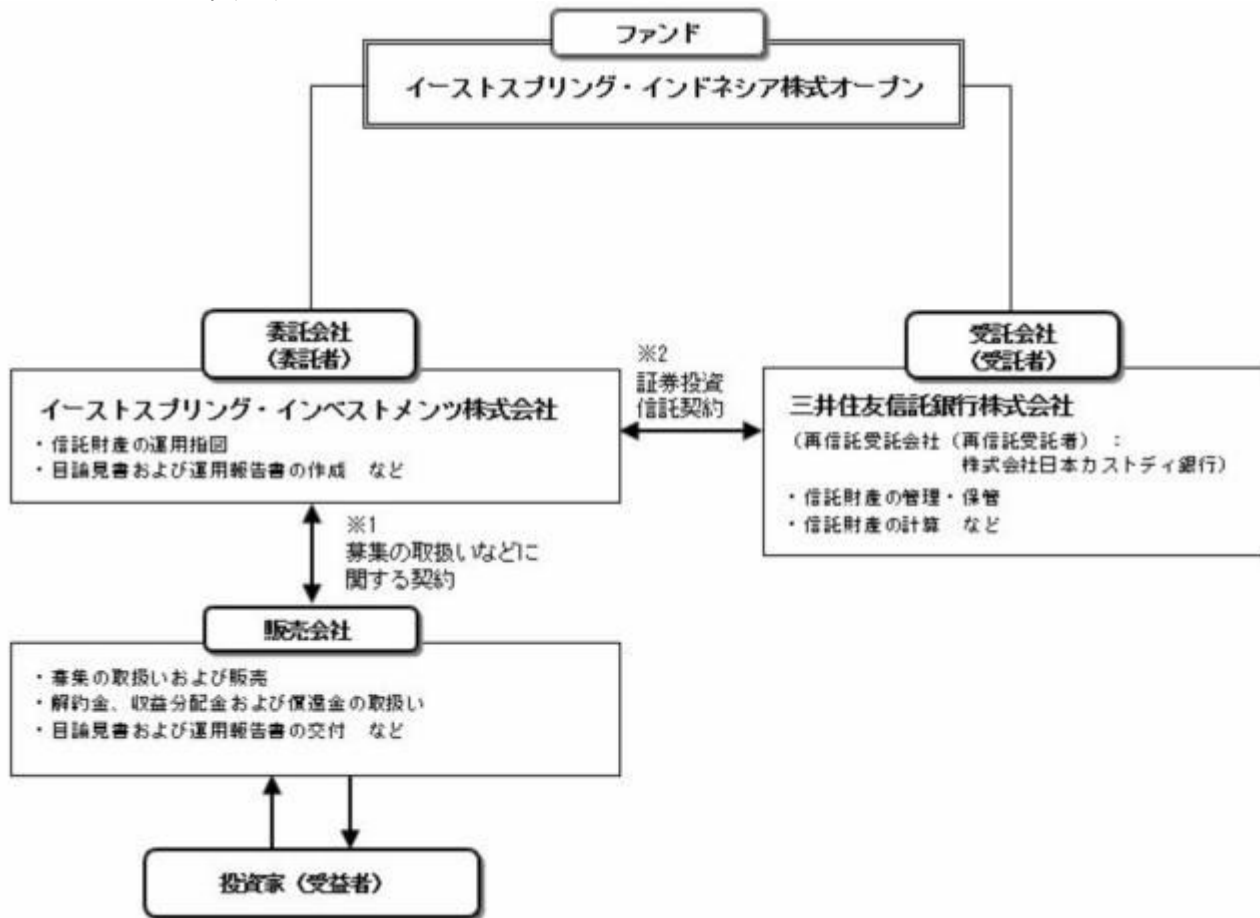 ファンド
イーストスプリング・インドネシア株式オープン
委託会社
(委託者)
イーストスプリング・インベストメンツ株式会社
・信託財産の運用指図
・目論見書および運用報告書の作成　など
※2
証券投資
信託契約
受託会社
(受託者)
三井住友信託銀行株式会社
(再信託受託会社(再信託受託者)：
株式会社日本カストディ銀行)
・信託財産の管理・保管
・信託財産の計算　など
※1
募集の取扱いなどに
関する契約
販売会社
・募集の取扱いおよび販売
・解約金、収益分配金および償還金の取扱い
・目論見書および運用報告書の交付　など
投資家(受益者)